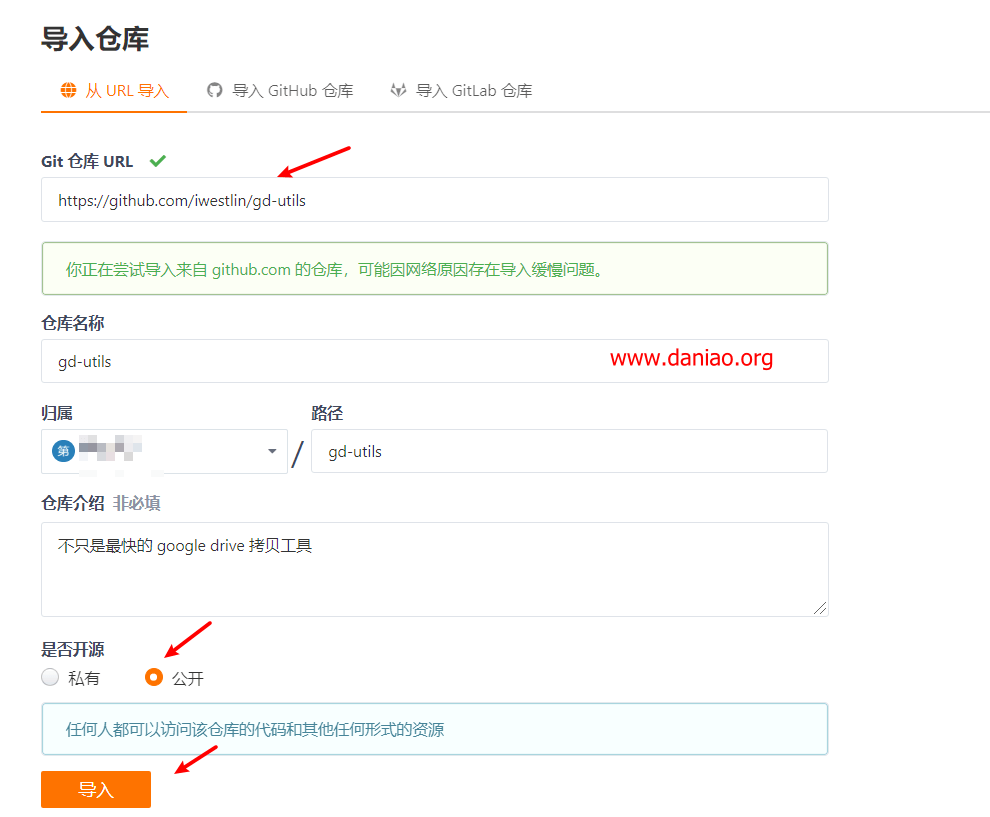 导入仓库
从 URL 导入 导入 GitHub 仓库 导入 GitLab 仓库
Git 仓库 URL
https://github.com/iwestlin/gd-utils
你正在尝试导入来自 github.com 的仓库，可能因网络原因存在导入缓慢问题。
仓库名称
gd-utils
www.daniao.org
归属 路径
第 / gd-utils
仓库介绍 非必填
不只是最快的 google drive 拷贝工具
是否开源
私有 公开
任何人都可以访问该仓库的代码和其他任何形式的资源
导入